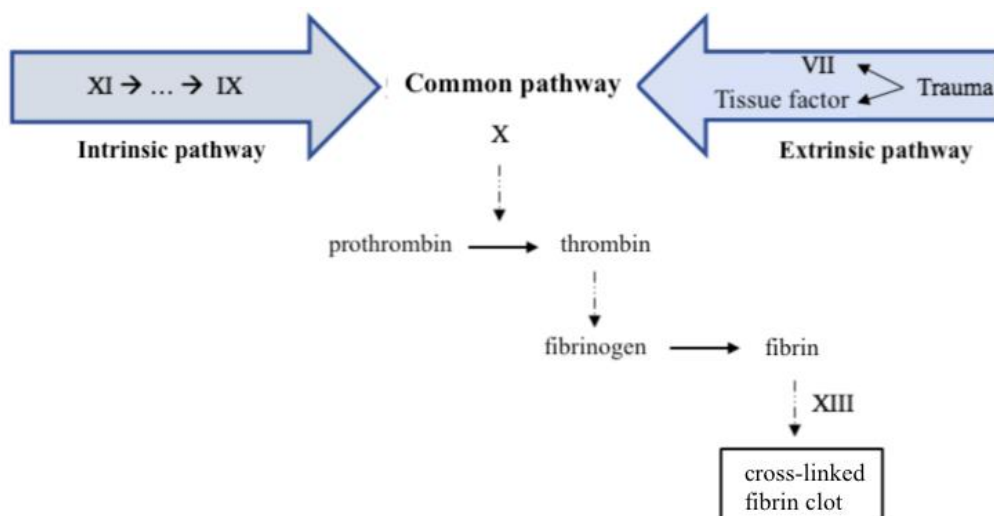 XI → … → IX
Intrinsic pathway
Common pathway
VII
Tissue factor
Trauma
Extrinsic pathway
X
prothrombin
thrombin
fibrinogen
fibrin
XIII
cross-linked
fibrin clot